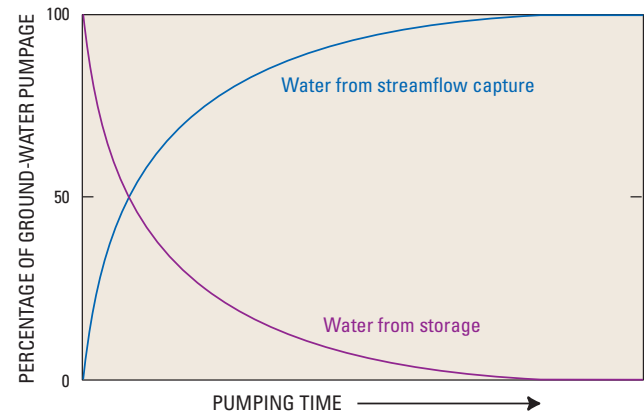 PERCENTAGE OF GROUND-WATER PUMPAGE
100
50
0
Water from streamflow capture
Water from storage
PUMPING TIME